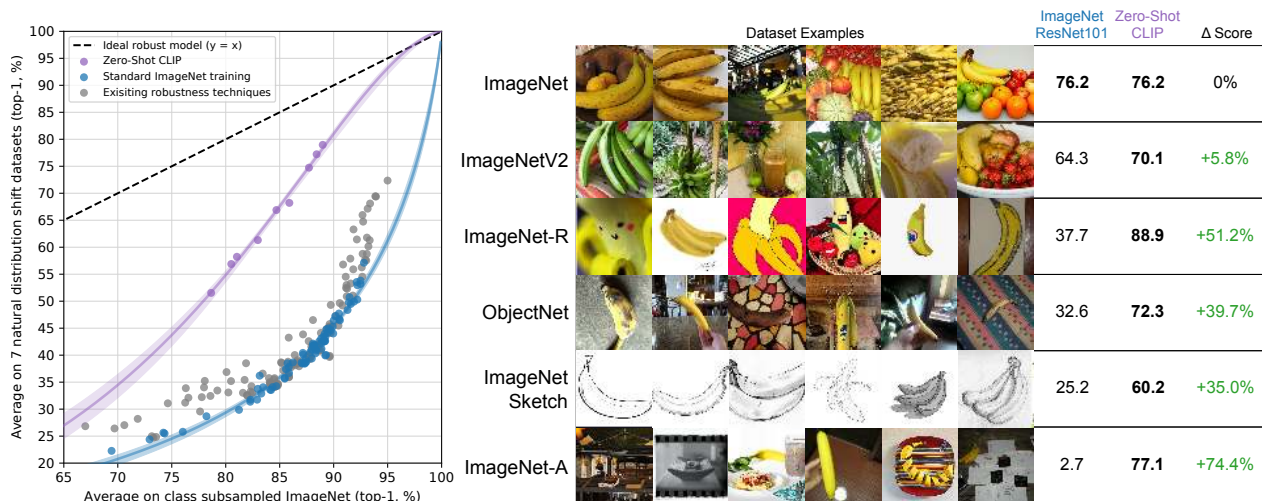 100
95
90
85
80
75
70
65
60
55
50
45
40
35
30
25
20
Average on 7 natural distribution shift datasets (top-1, %)
Ideal robust model (y = x)
Zero-Shot CLIP
Standard ImageNet training
Exisiting robustness techniques
65 70 75 80 85 90 95 100
Average on class subsampled ImageNet (top-1, %)
Dataset Examples
ImageNet
ResNet101
Zero-Shot
CLIP
Δ Score
ImageNet 76.2 76.2 0%
ImageNetV2 64.3 70.1 +5.8%
ImageNet-R 37.7 88.9 +51.2%
ObjectNet 32.6 72.3 +39.7%
ImageNet
Sketch
25.2 60.2 +35.0%
ImageNet-A 2.7 77.1 +74.4%